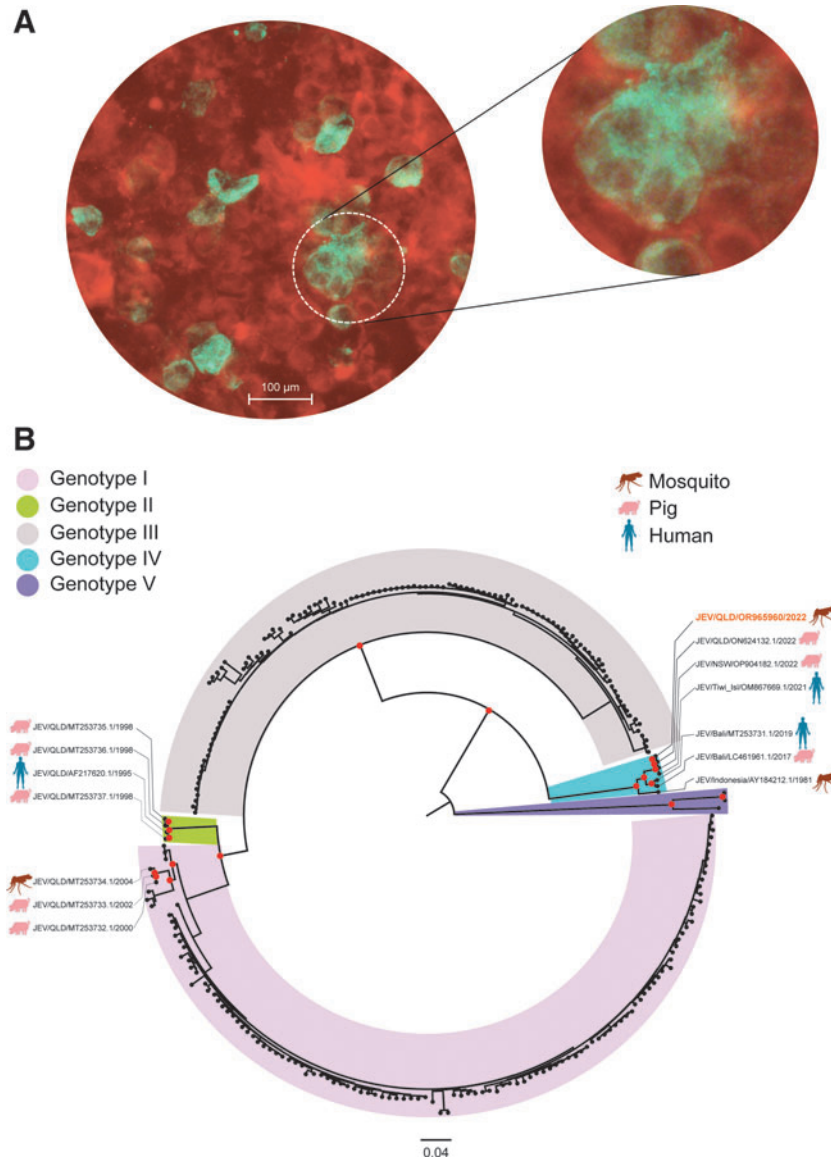 A
100 µm
B
Genotype I
Genotype II
Genotype III
Genotype IV
Genotype V
Mosquito
Pig
Human
JEV/QLD/OR965960/2022
JEV/QLD/ON624132.1/2022
JEV/NSW/OP904182.1/2022
JEV/Tiwi_Isl/OM867669.1/2021
JEV/Bali/MT253731.1/2019
JEV/Bali/LC461961.1/2017
JEV/Indonesia/AY184212.1/1981
JEV/QLD/MT253735.1/1998
JEV/QLD/MT253736.1/1998
JEV/QLD/AF217620.1/1995
JEV/QLD/MT253737.1/1998
JEV/QLD/MT253734.1/2004
JEV/QLD/MT253733.1/2002
JEV/QLD/MT253732.1/2000
0.04